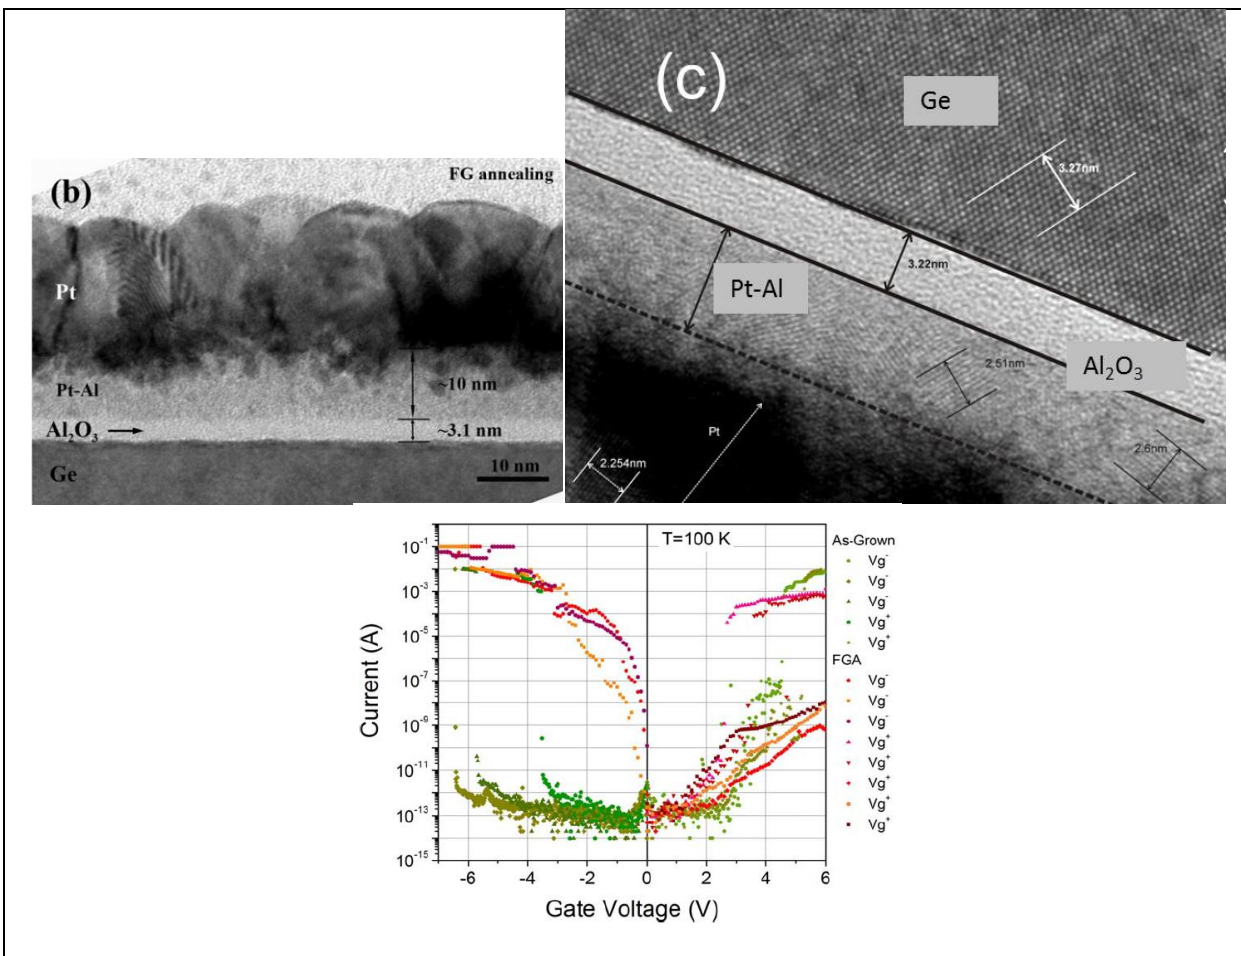 (b)
FG annealing
Pt
Pt-Al
~10 nm
Al₂O₃
~3.1 nm
Ge
10 nm
(c)
Ge
3.27nm
3.22nm
Pt-Al
2.51nm
Al₂O₃
Pt
2.254nm
2.6nm
T=100 K
10⁻¹
10⁻³
10⁻⁵
10⁻⁷
10⁻⁹
10⁻¹¹
10⁻¹³
10⁻¹⁵
Current (A)
-6 -4 -2 0 2 4 6
Gate Voltage (V)
As-Grown
Vg⁻
Vg⁻
Vg⁻
Vg⁺
Vg⁺
FGA
Vg⁻
Vg⁻
Vg⁻
Vg⁺
Vg⁺
Vg⁺
Vg⁺
Vg⁺